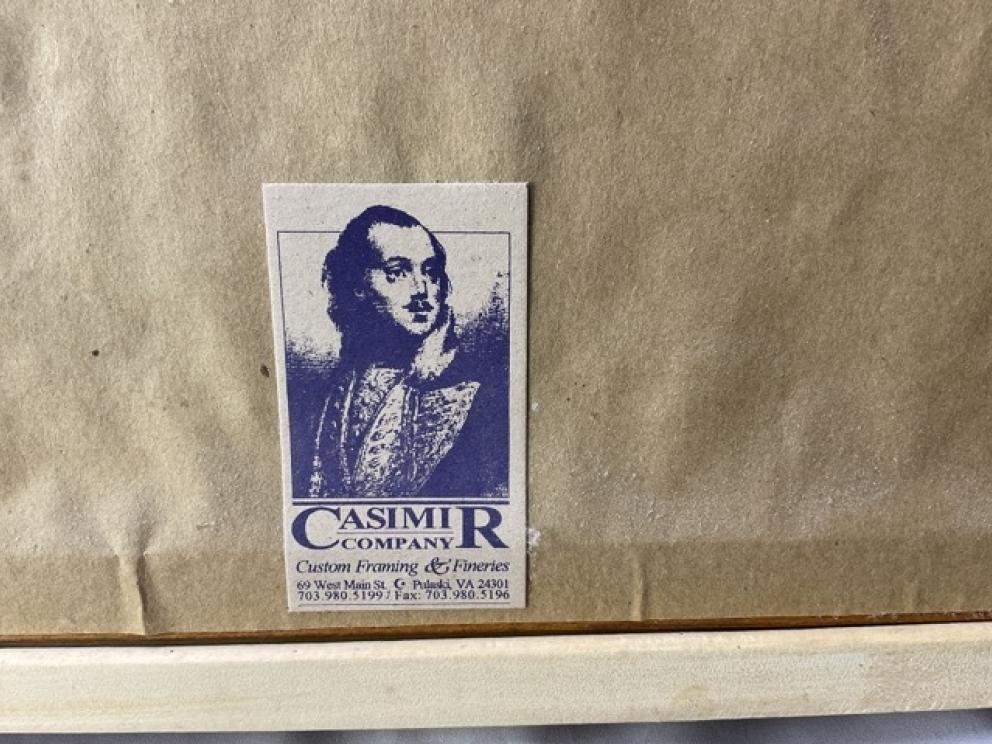 CASIMIR
COMPANY
Custom Framing & Fineries
69 West Main St. ☪ Pulaski, VA 24301
703.980.5199 / Fax: 703.980.5196